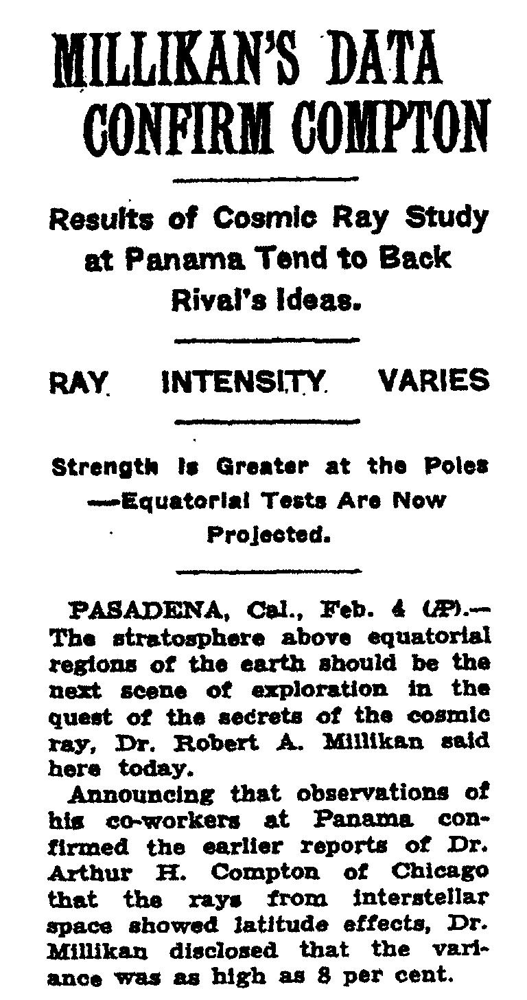 MILLIKAN'S DATA
CONFIRM COMPTON
Results of Cosmic Ray Study
at Panama Tend to Back
Rival's Ideas.
RAY INTENSITY VARIES
Strength Is Greater at the Poles
—Equatorial Tests Are Now
Projected.
PASADENA, Cal., Feb. 4 (AP).—
The stratosphere above equatorial
regions of the earth should be the
next scene of exploration in the
quest of the secrets of the cosmic
ray, Dr. Robert A. Millikan said
here today.
Announcing that observations of
his co-workers at Panama con-
firmed the earlier reports of Dr.
Arthur H. Compton of Chicago
that the rays from interstellar
space showed latitude effects, Dr.
Millikan disclosed that the vari-
ance was as high as 8 per cent.